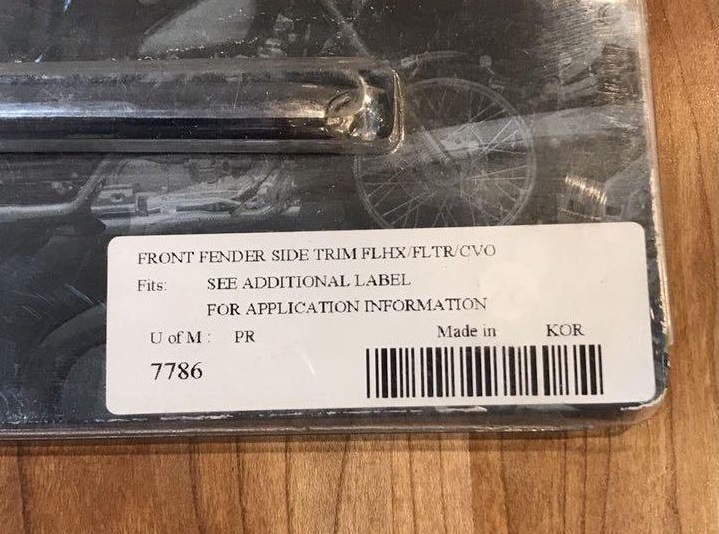 FRONT FENDER SIDE TRIM FLHX/FLTR/CVO
Fits: SEE ADDITIONAL LABEL
FOR APPLICATION INFORMATION
U of M : PR Made in KOR
7786